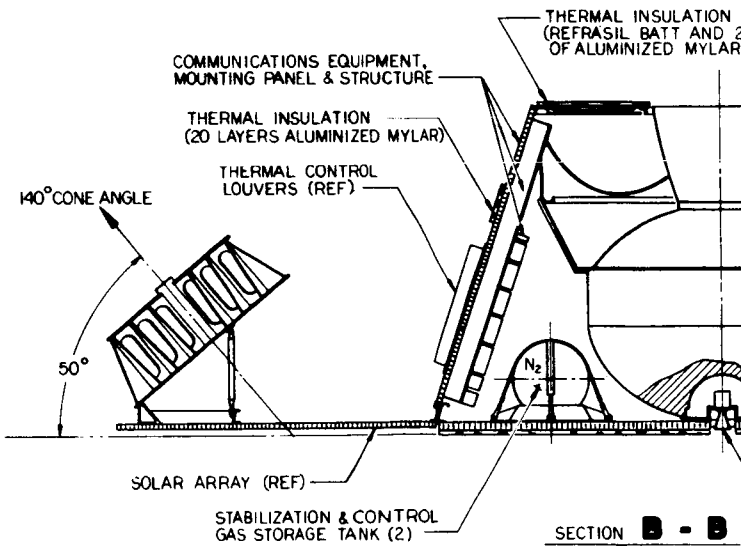 THERMAL INSULATION
(REFRASIL BATT AND 2
OF ALUMINIZED MYLAR
COMMUNICATIONS EQUIPMENT,
MOUNTING PANEL & STRUCTURE
THERMAL INSULATION
(20 LAYERS ALUMINIZED MYLAR)
THERMAL CONTROL
LOUVERS (REF)
140° CONE ANGLE
50°
N2
SOLAR ARRAY (REF)
STABILIZATION & CONTROL
GAS STORAGE TANK (2)
SECTION B - B